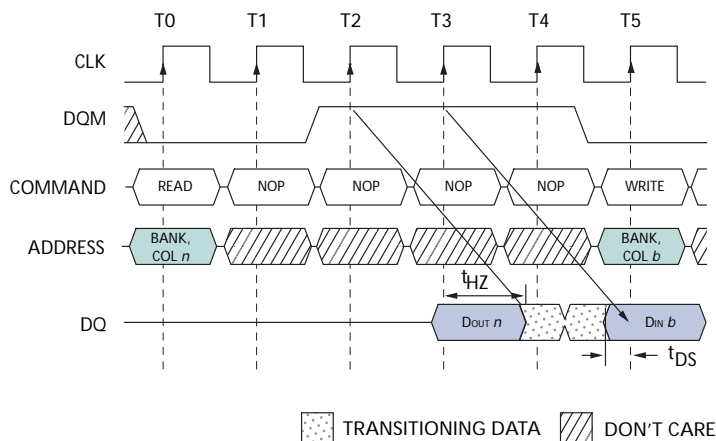 T0 T1 T2 T3 T4 T5
CLK
DQM
COMMAND READ NOP NOP NOP NOP WRITE
ADDRESS BANK, COL n BANK, COL b
tHZ
DQ DOUT n DIN b
tDS
TRANSITIONING DATA DON'T CARE